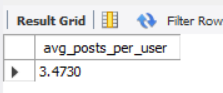 Result Grid Filter Row
avg_posts_per_user
3.4730